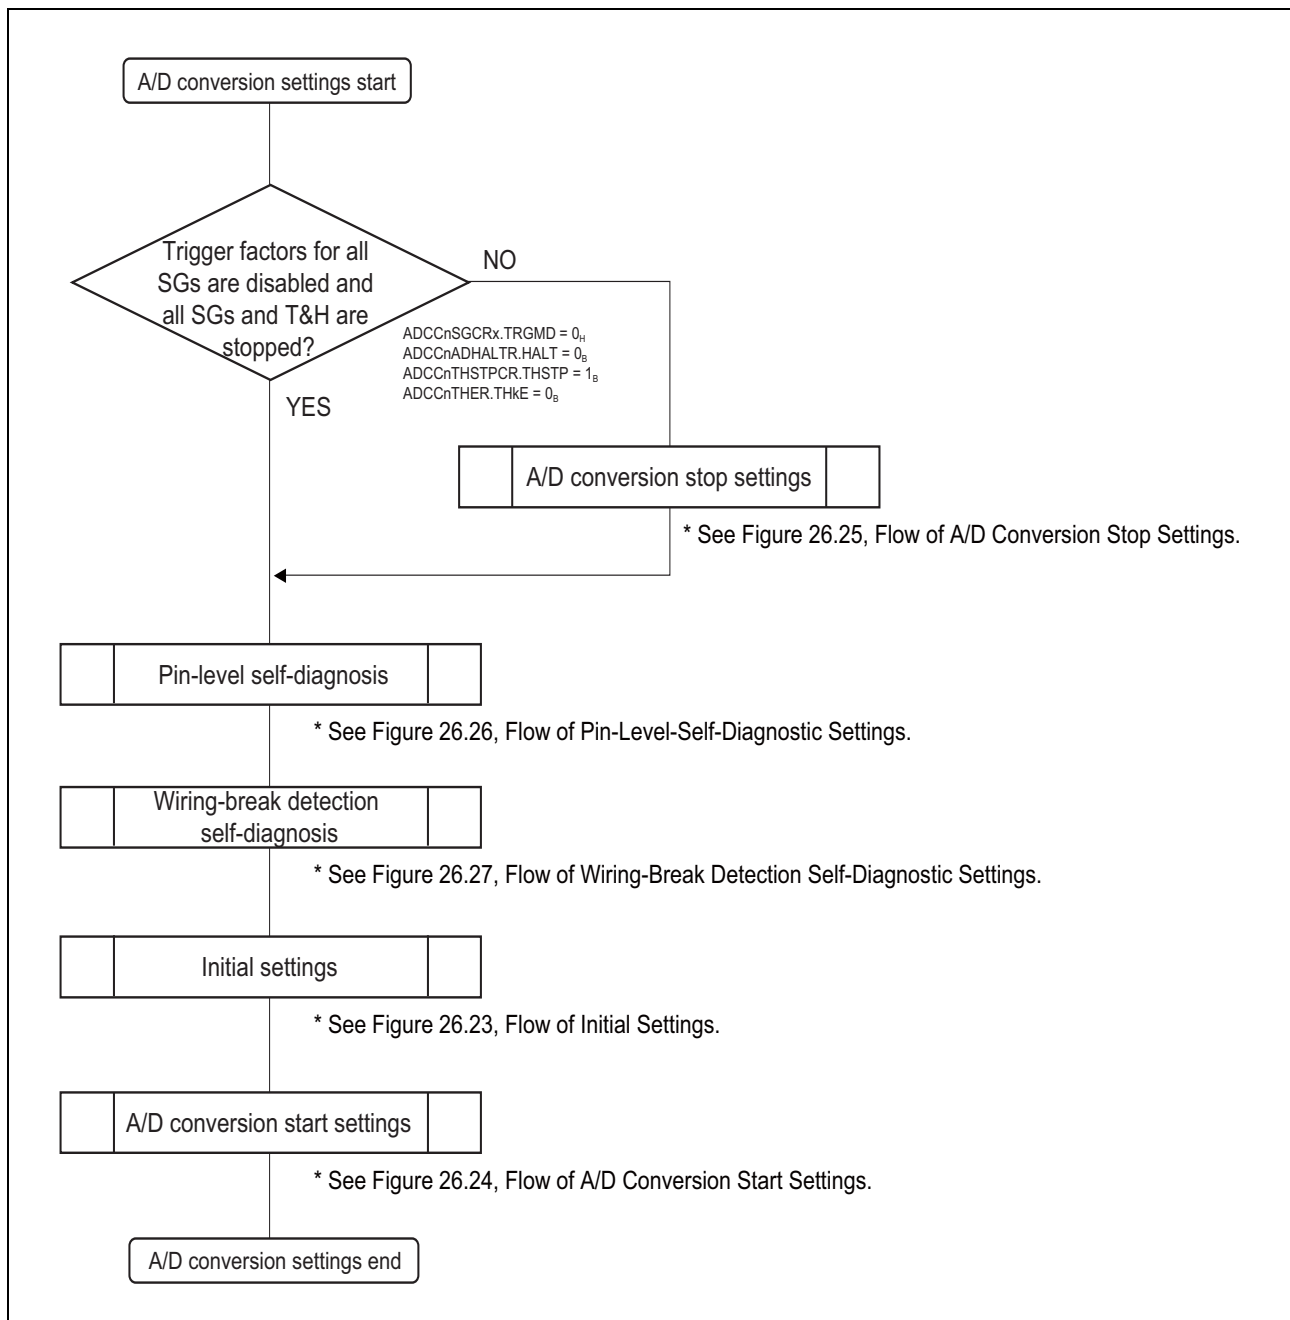 A/D conversion settings start
Trigger factors for all
SGs are disabled and
all SGs and T&H are
stopped?
NO
ADCCnSGCRx.TRGMD = 0H
ADCCnADHALTR.HALT = 0B
ADCCnTHSTPCR.THSTP = 1B
ADCCnTHER.THkE = 0B
YES
A/D conversion stop settings
* See Figure 26.25, Flow of A/D Conversion Stop Settings.
Pin-level self-diagnosis
* See Figure 26.26, Flow of Pin-Level-Self-Diagnostic Settings.
Wiring-break detection
self-diagnosis
* See Figure 26.27, Flow of Wiring-Break Detection Self-Diagnostic Settings.
Initial settings
* See Figure 26.23, Flow of Initial Settings.
A/D conversion start settings
* See Figure 26.24, Flow of A/D Conversion Start Settings.
A/D conversion settings end